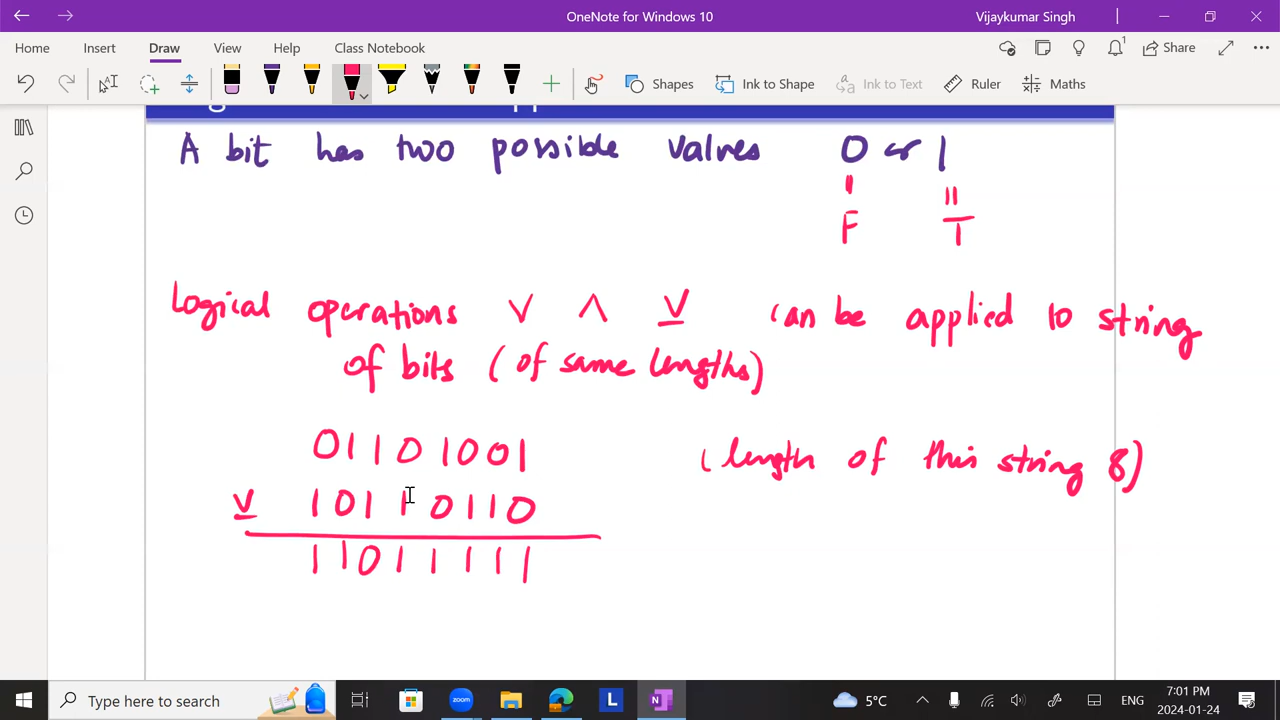 OneNote for Windows 10
Vijaykumar Singh
Home Insert Draw View Help Class Notebook
Share
Shapes Ink to Shape Ink to Text Ruler Maths
A bit has two possible values 0 or 1
" =
F T
Logical operations ∨ ∧ ⊻ can be applied to string
of bits (of same lengths)
01101001 (length of this string 8)
⊻ 10110110
11011111
Type here to search
5°C
ENG
7:01 PM
2024-01-24